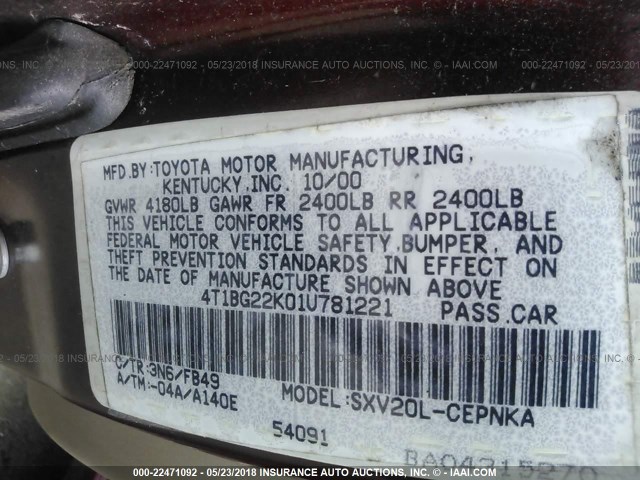 000-22471092 - 05/23/2018 INSURANCE AUTO AUCTIONS, INC. © - IAAI.COM
MFD.BY:TOYOTA MOTOR MANUFACTURING,
KENTUCKY,INC. 10/00
GVWR 4180LB GAWR FR 2400LB RR 2400LB
THIS VEHICLE CONFORMS TO ALL APPLICABLE
FEDERAL MOTOR VEHICLE SAFETY,BUMPER, AND
THEFT PREVENTION STANDARDS IN EFFECT ON
THE DATE OF MANUFACTURE SHOWN ABOVE
4T1BG22K01U781221 PASS.CAR
C/TR:3N6/FB49
A/TM:-04A/A140E MODEL:SXV20L-CEPNKA
54091
000-22471092 - 05/23/2018 INSURANCE AUTO AUCTIONS, INC. © - IAAI.COM